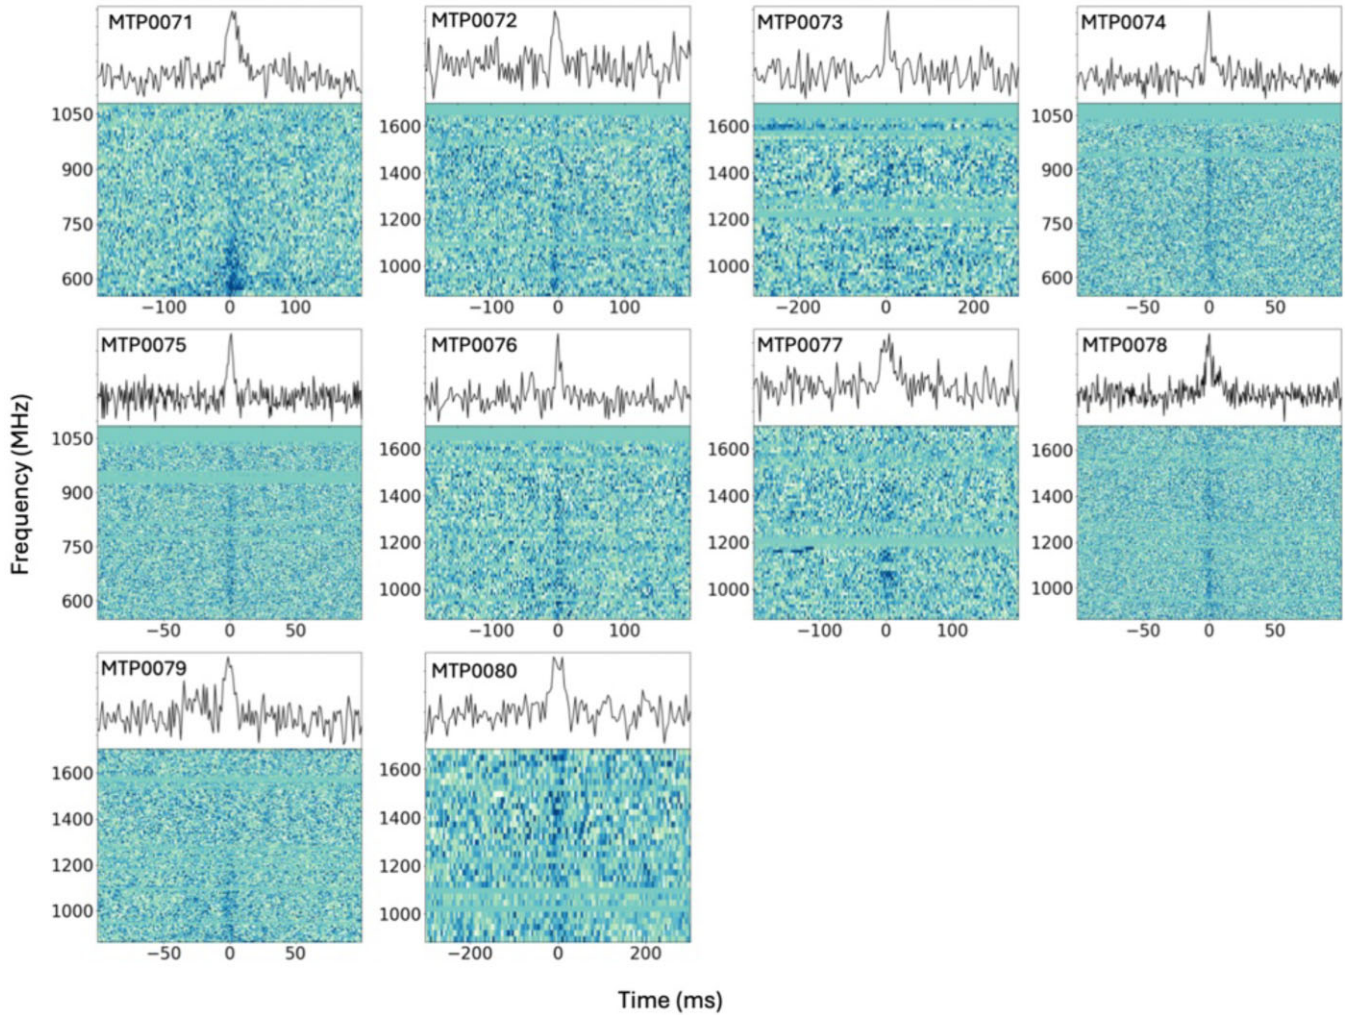 MTP0071 MTP0072 MTP0073 MTP0074
1050 1600 1600 1050
900 1400 1400 900
750 1200 1200 750
600 1000 1000 600
−100 0 100 −100 0 100 −200 0 200 −50 0 50
MTP0075 MTP0076 MTP0077 MTP0078
1050 1600 1600 1600
900 1400 1400 1400
750 1200 1200 1200
600 1000 1000 1000
−50 0 50 −100 0 100 −100 0 100 −50 0 50
MTP0079 MTP0080
1600 1600
1400 1400
1200 1200
1000 1000
−50 0 50 −200 0 200
Frequency (MHz)
Time (ms)